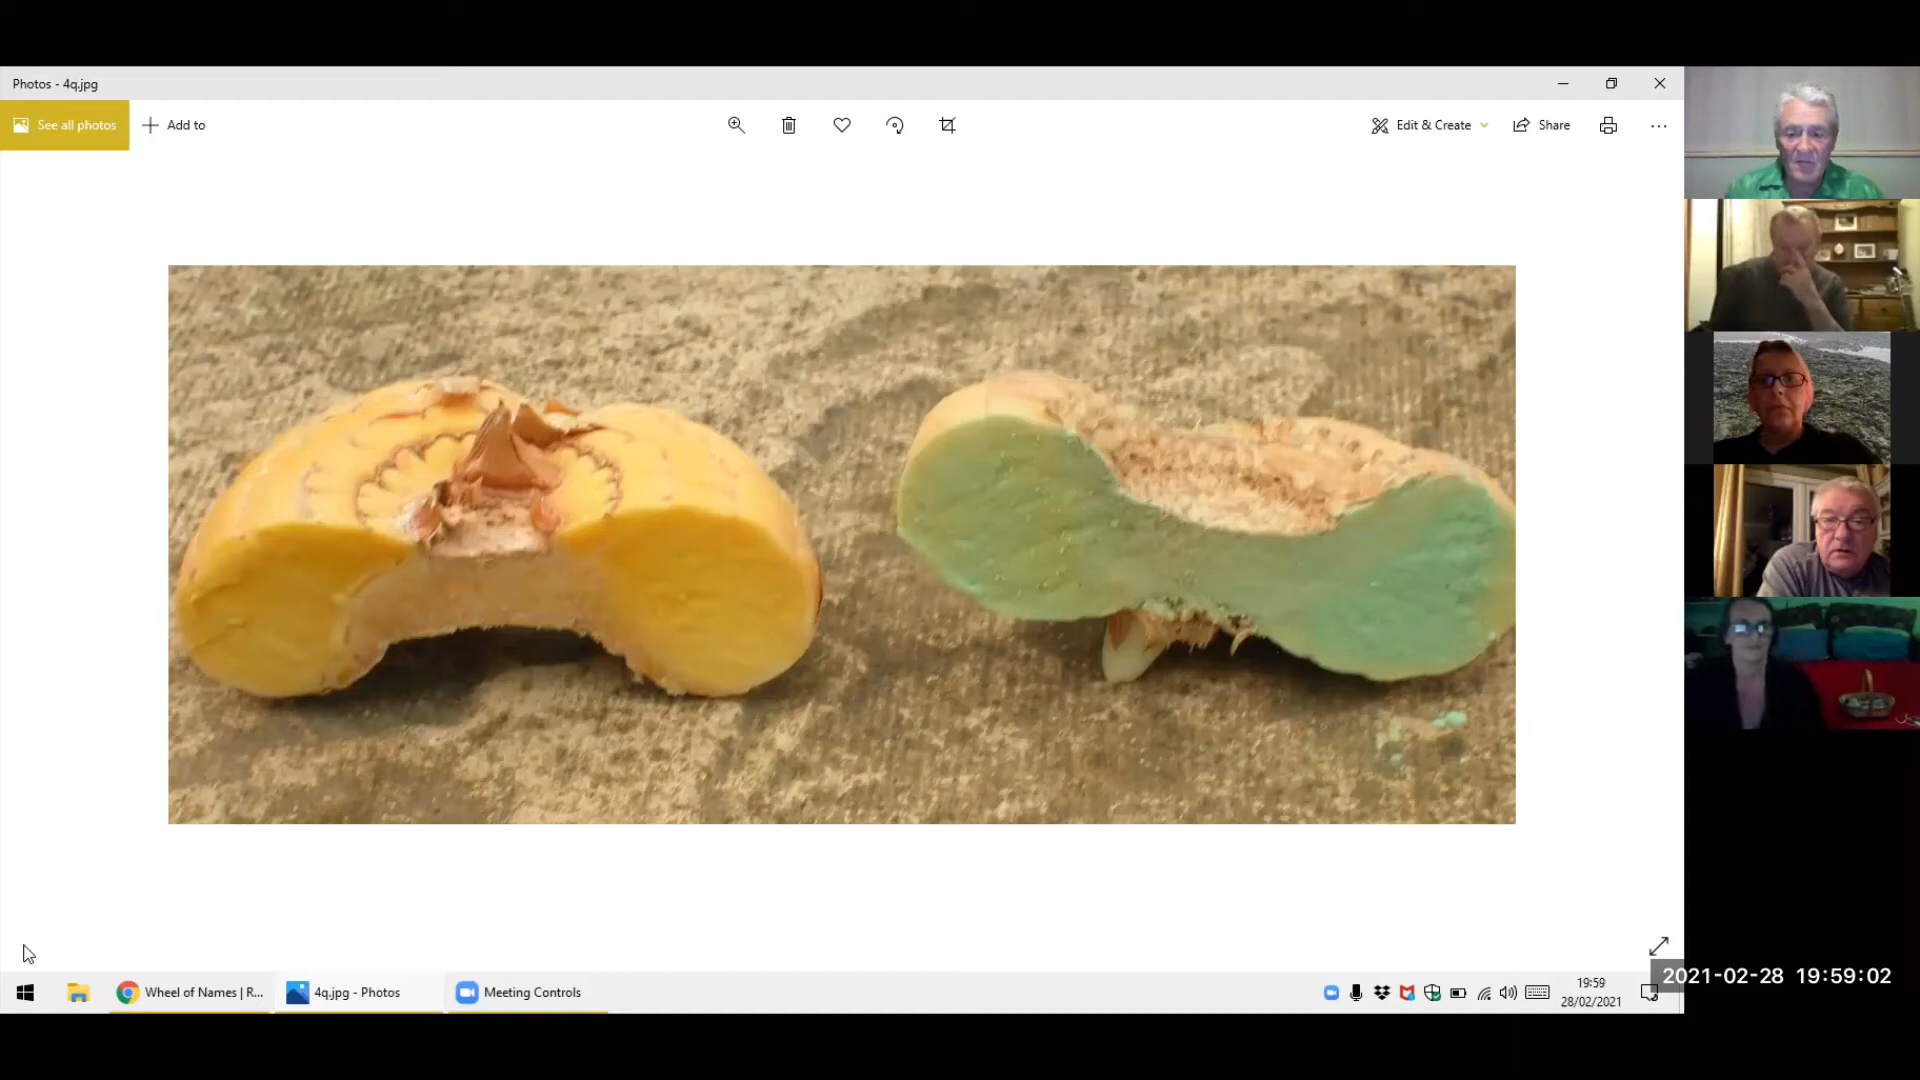 Photos - 4q.jpg
See all photos
Add to
Edit & Create
Share
Wheel of Names | R...
4q.jpg - Photos
Meeting Controls
19:59
28/02/2021
2021-02-28 19:59:02